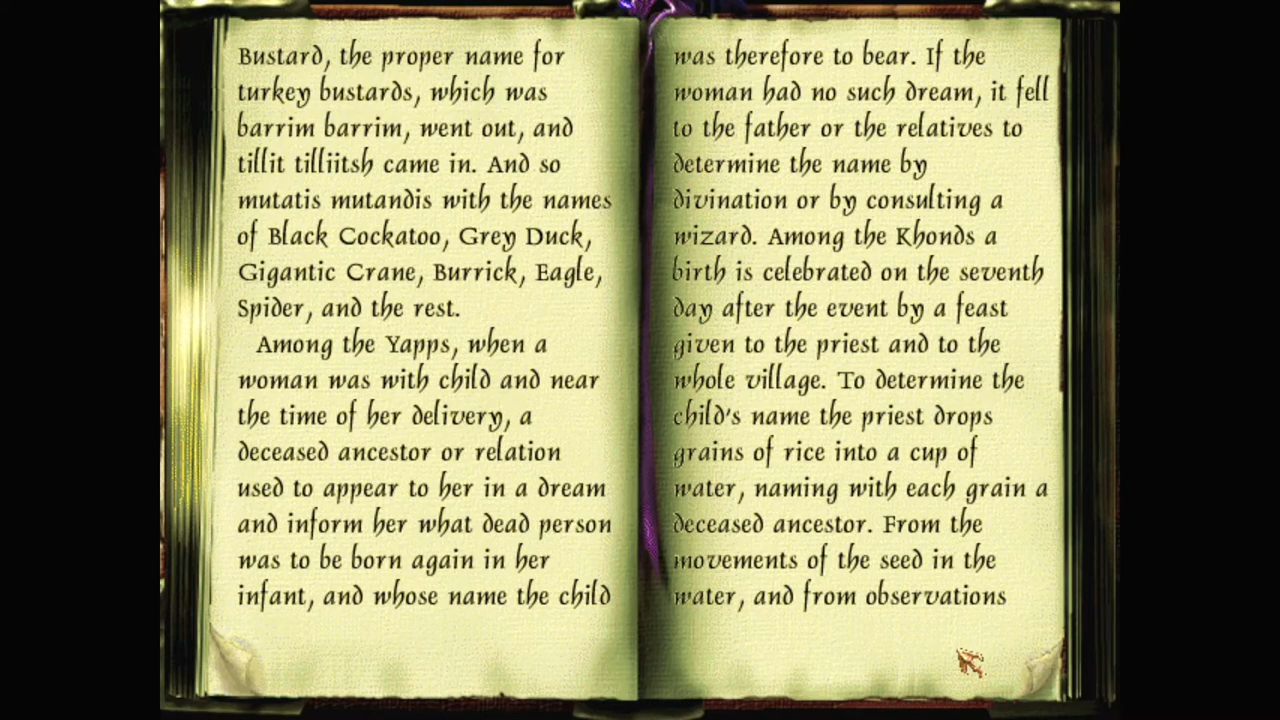 Bustard, the proper name for
turkey bustards, which was
barrim barrim, went out, and
tillit tilliitsh came in. And so
mutatis mutandis with the names
of Black Cockatoo, Grey Duck,
Gigantic Crane, Burrick, Eagle,
Spider, and the rest.
Among the Yapps, when a
woman was with child and near
the time of her delivery, a
deceased ancestor or relation
used to appear to her in a dream
and inform her what dead person
was to be born again in her
infant, and whose name the child
was therefore to bear. If the
woman had no such dream, it fell
to the father or the relatives to
determine the name by
divination or by consulting a
wizard. Among the Khonds a
birth is celebrated on the seventh
day after the event by a feast
given to the priest and to the
whole village. To determine the
child's name the priest drops
grains of rice into a cup of
water, naming with each grain a
deceased ancestor. From the
movements of the seed in the
water, and from observations